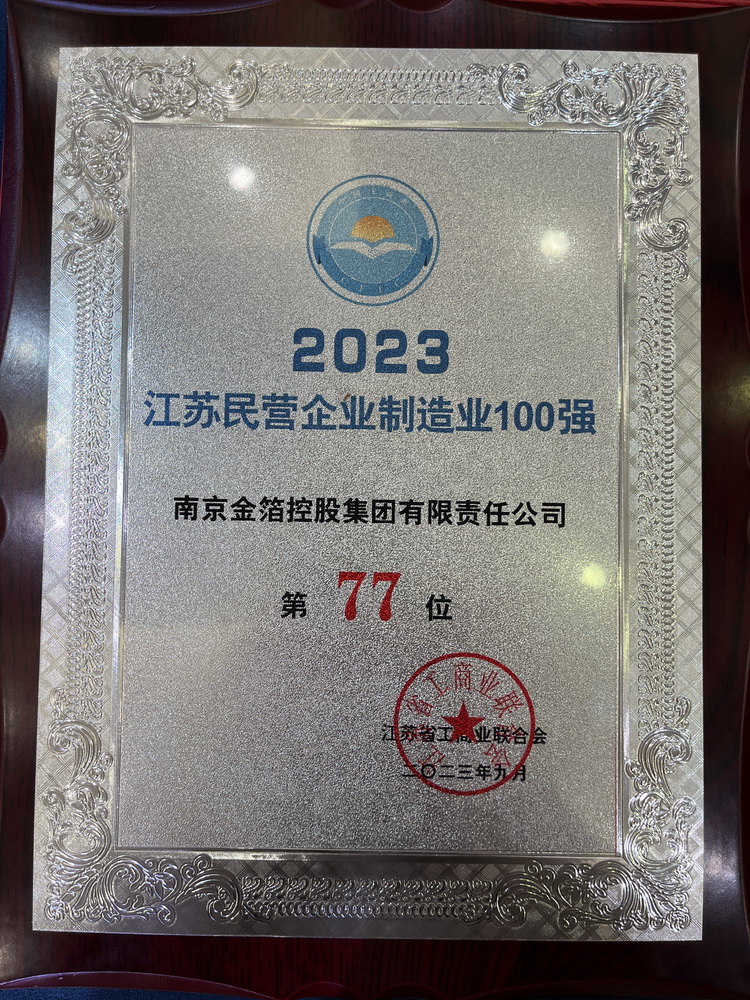 2023
江苏民营企业制造业100强
南京金箔控股集团有限责任公司
第 77 位
江苏省工商业联合会
二〇二三年九月